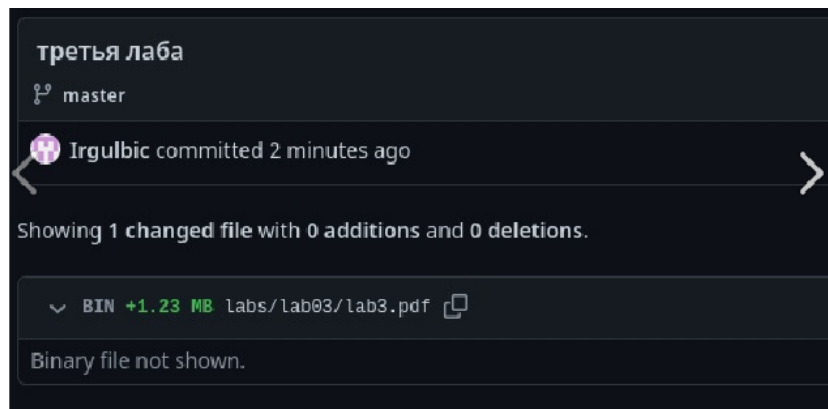 третья лаба
master
Irgulbic committed 2 minutes ago
Showing 1 changed file with 0 additions and 0 deletions.
BIN +1.23 MB labs/lab03/lab3.pdf
Binary file not shown.